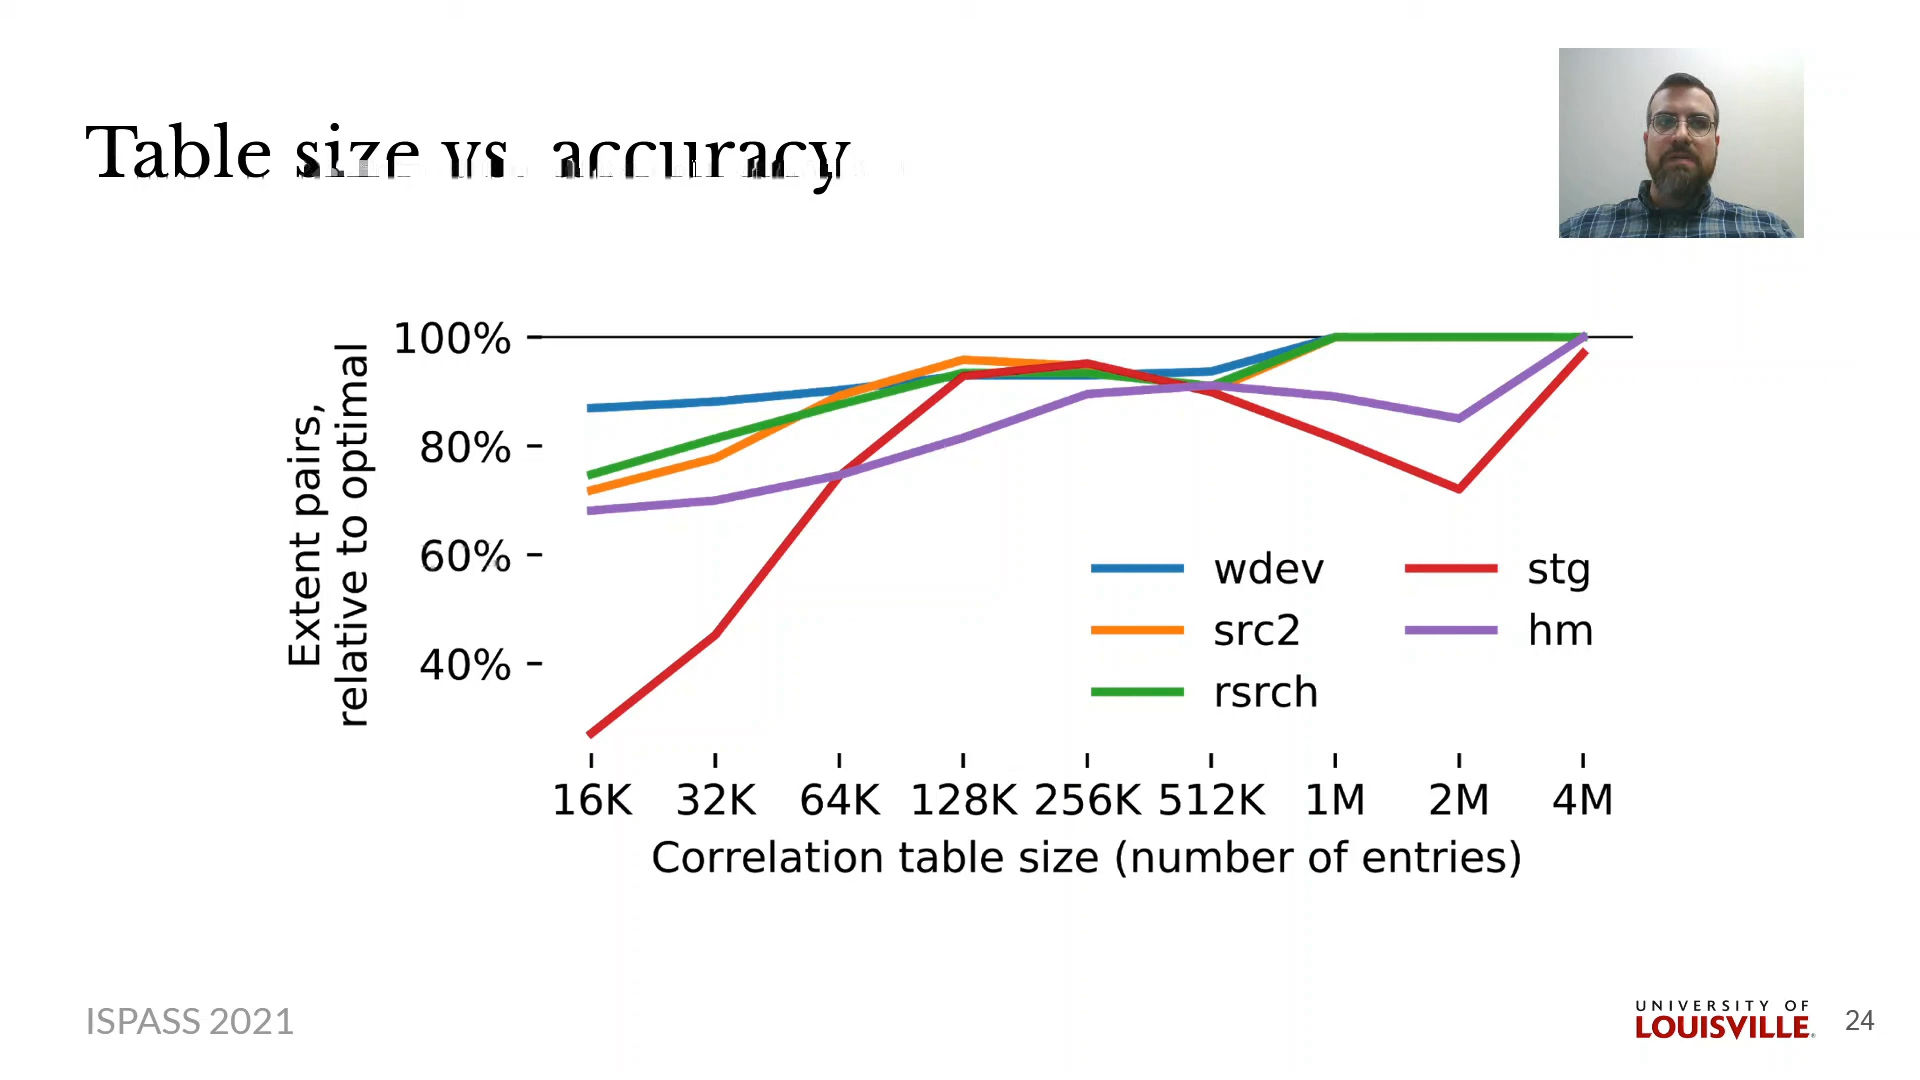 Table size vs. accuracy
Extent pairs,
relative to optimal
100%
80%
60%
40%
wdev
src2
rsrch
stg
hm
16K 32K 64K 128K 256K 512K 1M 2M 4M
Correlation table size (number of entries)
ISPASS 2021
UNIVERSITY OF
LOUISVILLE
24